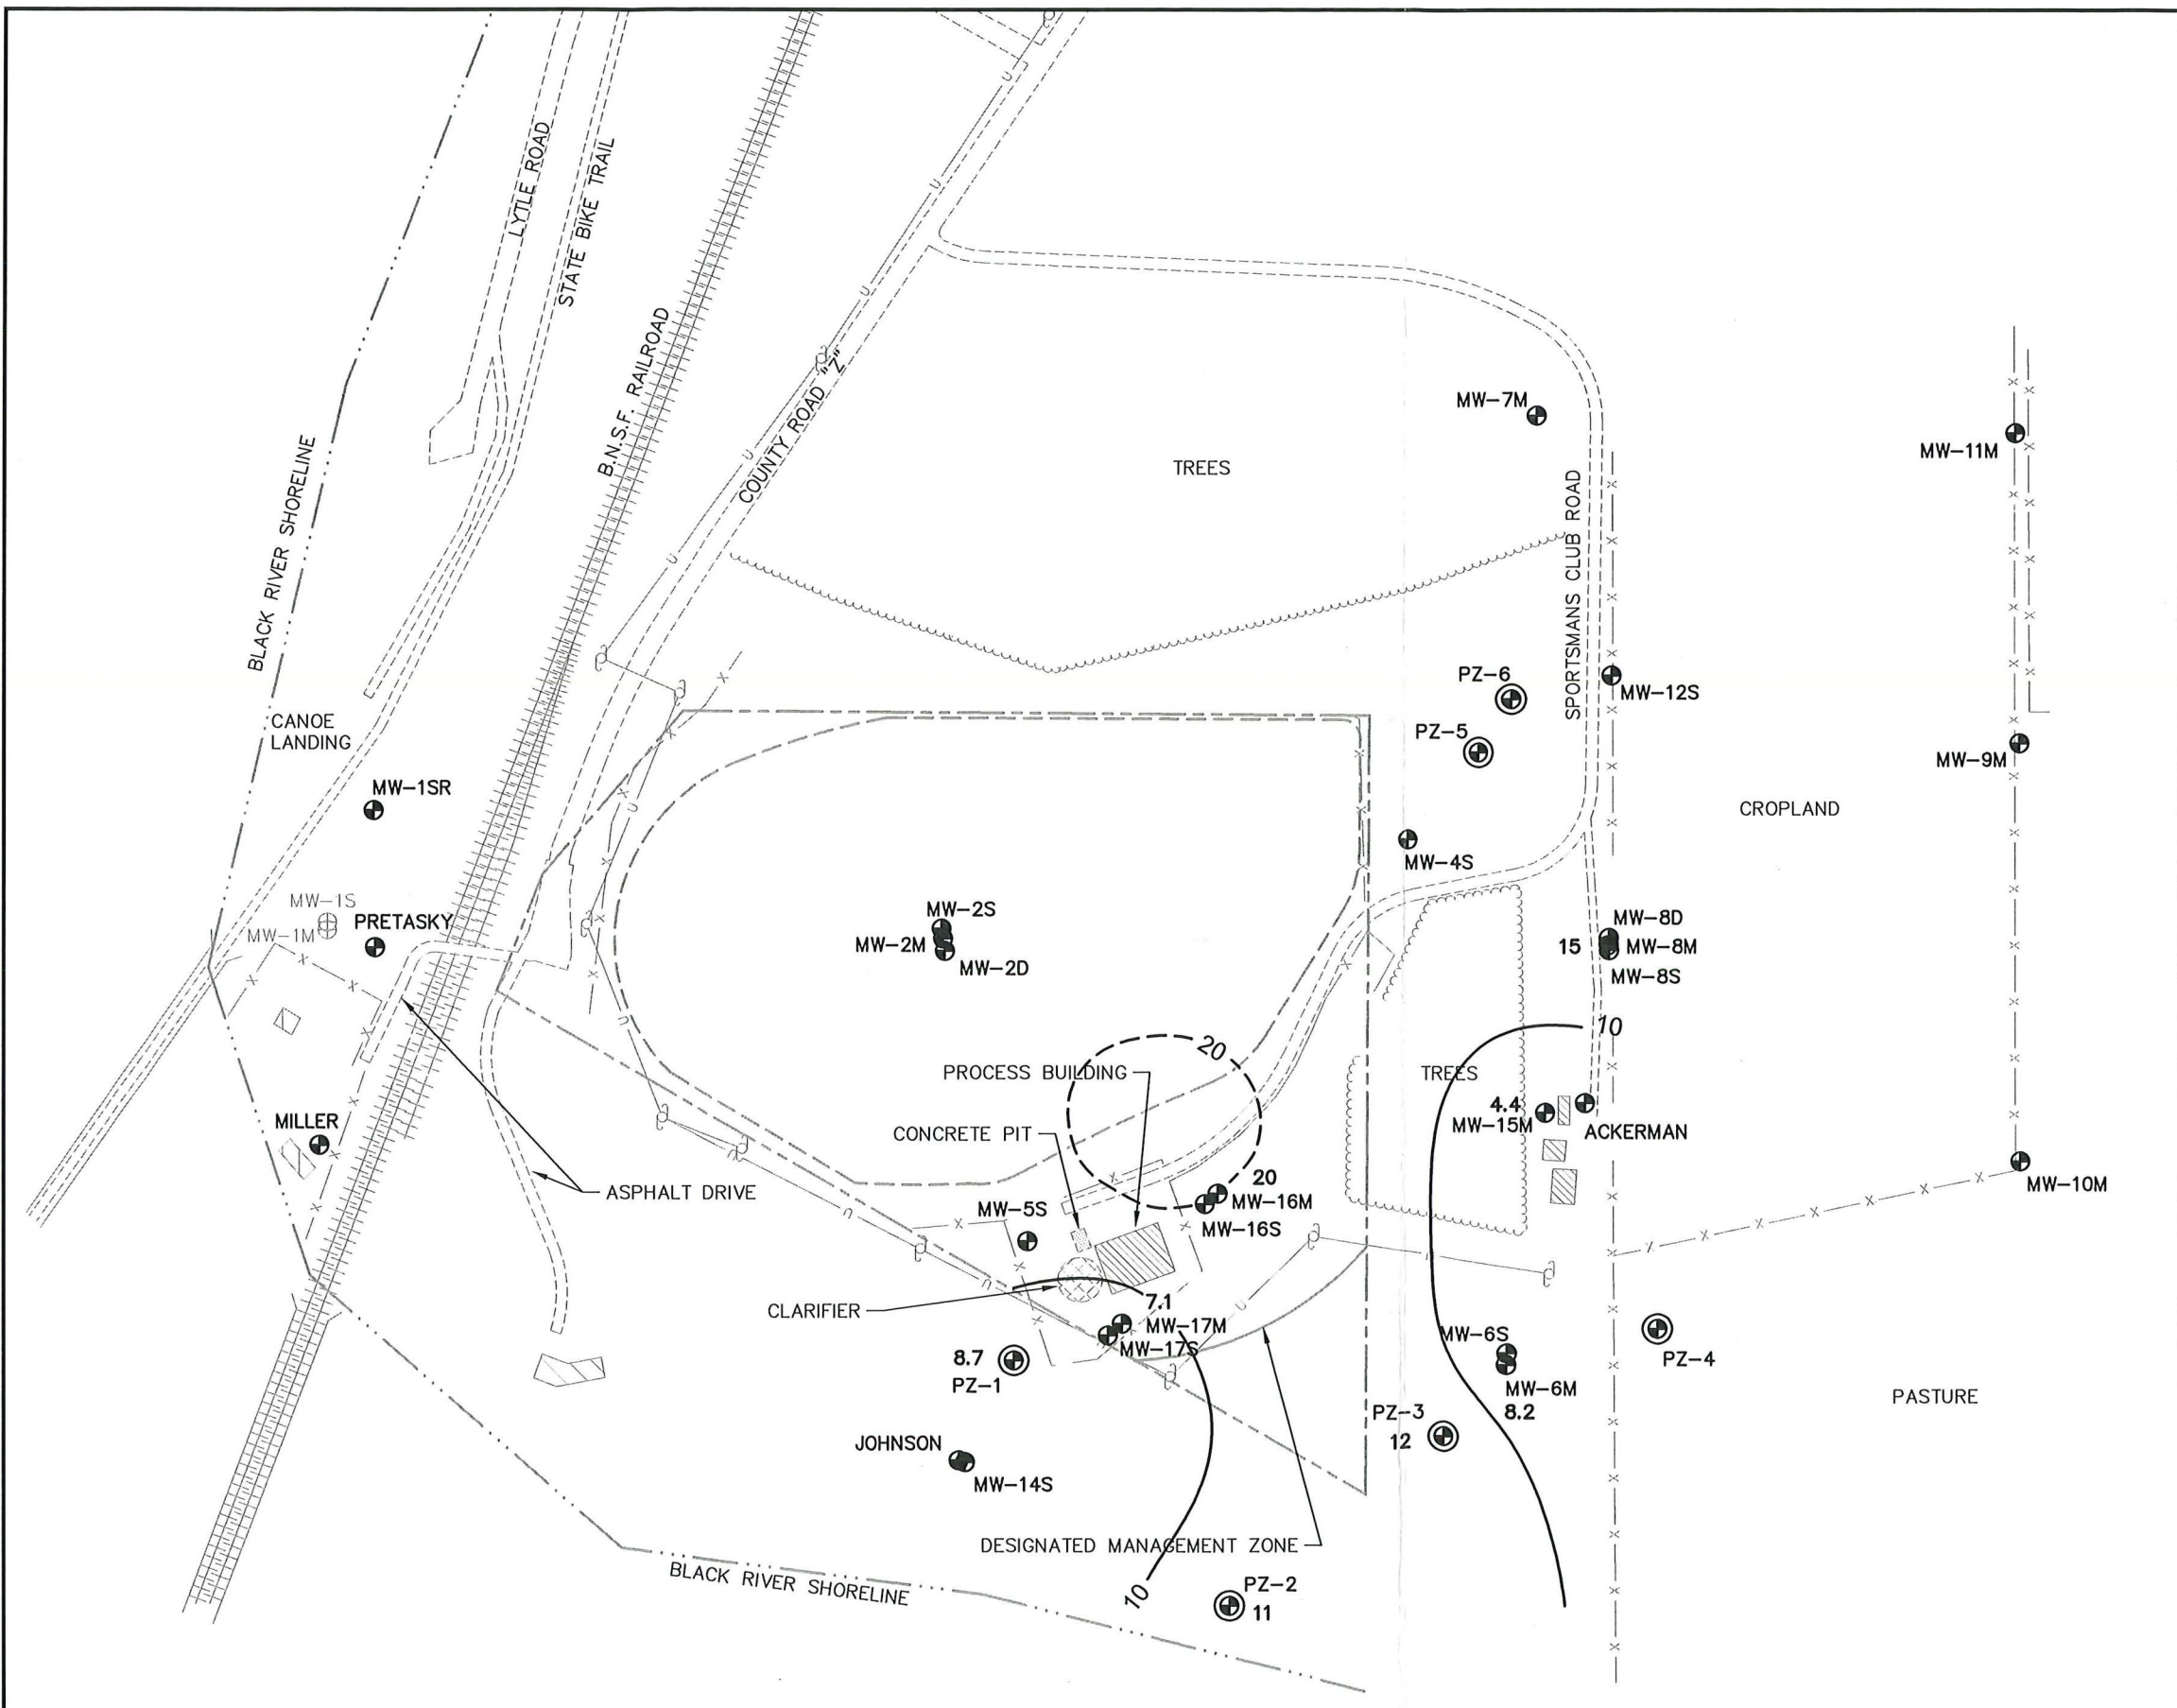 LYTLE ROAD
STATE BIKE TRAIL
B.N.S.F. RAILROAD
COUNTY ROAD "Z"
BLACK RIVER SHORELINE
TREES
MW-7M
MW-11M
SPORTSMANS CLUB ROAD
PZ-6
MW-12S
PZ-5
MW-9M
CANOE
LANDING
MW-1SR
CROPLAND
MW-4S
MW-1S
MW-1M
PRETASKY
MW-2S
MW-2M
MW-2D
MW-8D
15
MW-8M
MW-8S
10
20
PROCESS BUILDING
TREES
4.4
MW-15M
ACKERMAN
MILLER
CONCRETE PIT
MW-10M
ASPHALT DRIVE
20
MW-16M
MW-16S
MW-5S
CLARIFIER
7.1
MW-17M
MW-17S
MW-6S
MW-6M
8.2
PZ-4
8.7
PZ-1
PASTURE
PZ-3
12
JOHNSON
MW-14S
DESIGNATED MANAGEMENT ZONE
BLACK RIVER SHORELINE
10
PZ-2
11